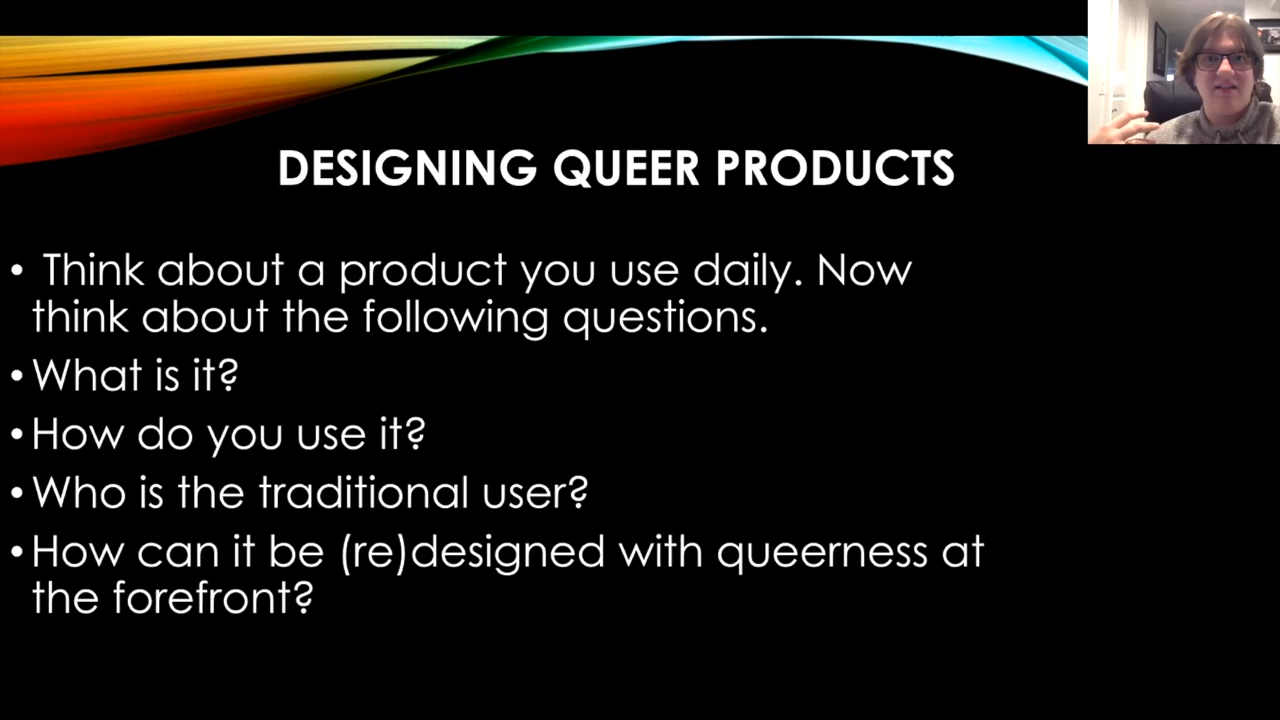 DESIGNING QUEER PRODUCTS
• Think about a product you use daily. Now
think about the following questions.
• What is it?
• How do you use it?
• Who is the traditional user?
• How can it be (re)designed with queerness at
the forefront?